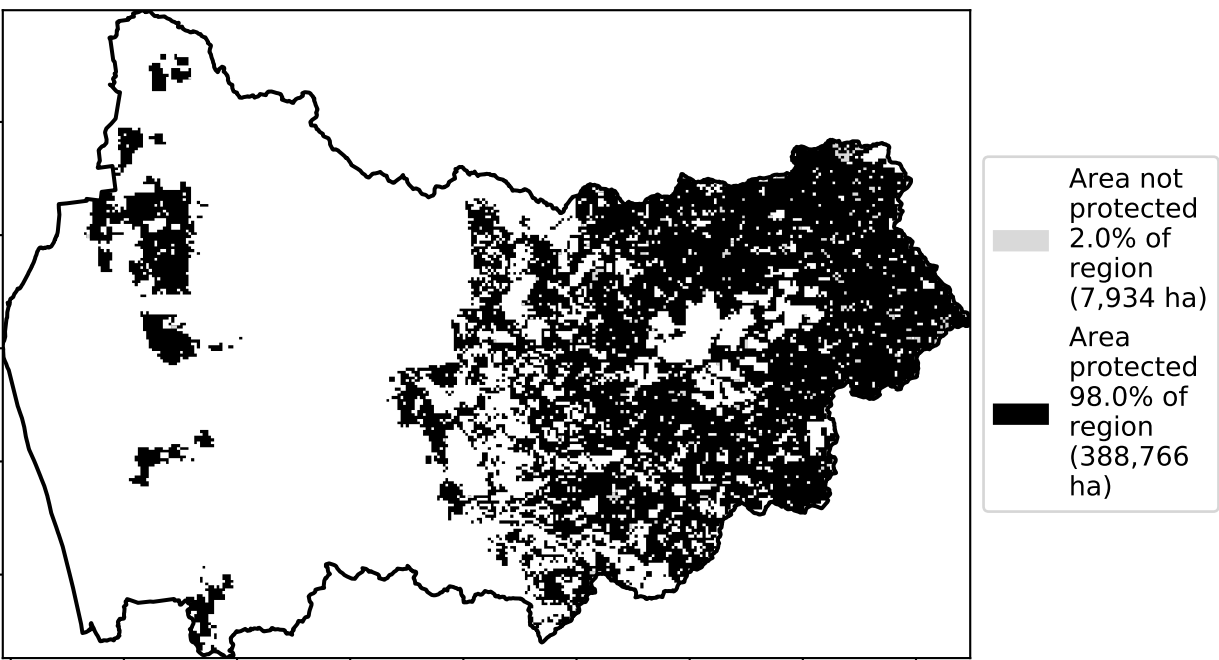 Area not
protected
2.0% of
region
(7,934 ha)
Area
protected
98.0% of
region
(388,766
ha)